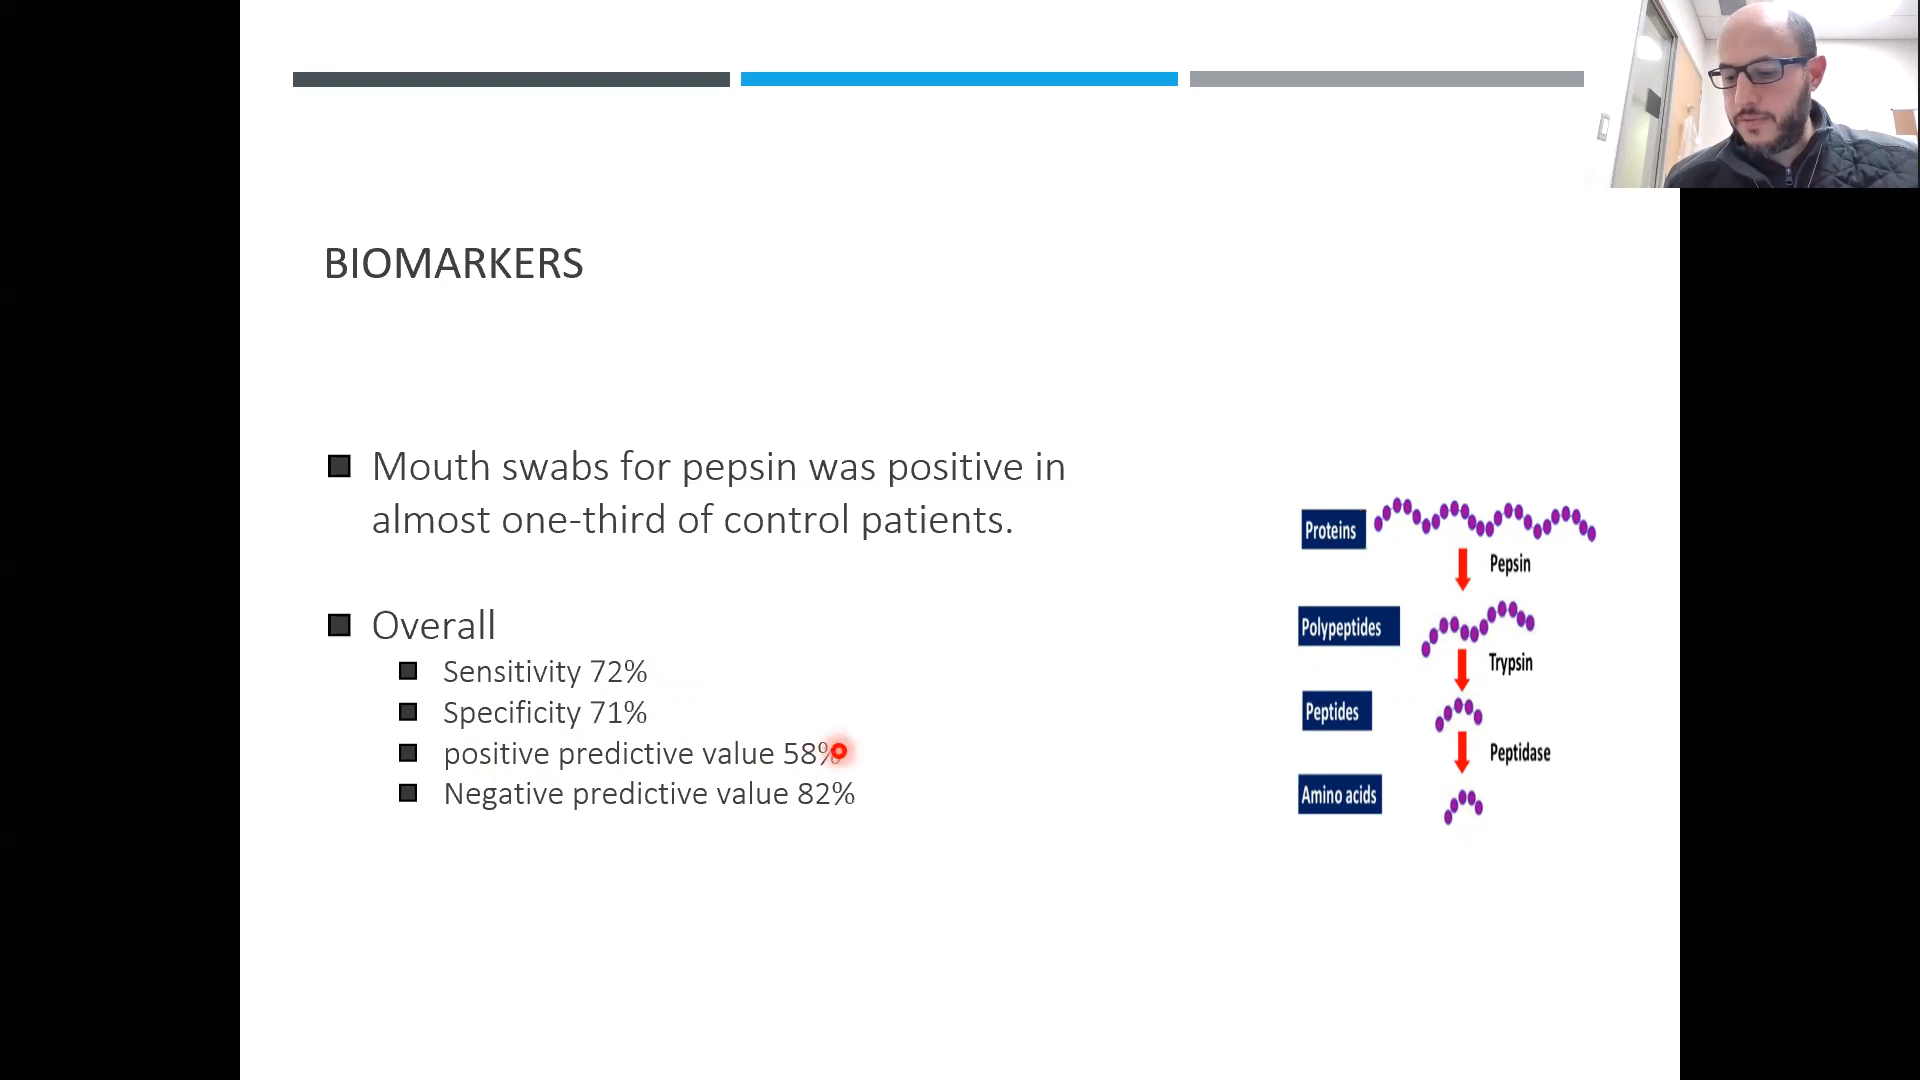 BIOMARKERS
Mouth swabs for pepsin was positive in
almost one-third of control patients.
Overall
Sensitivity 72%
Specificity 71%
positive predictive value 58%
Negative predictive value 82%
Proteins
Pepsin
Polypeptides
Trypsin
Peptides
Peptidase
Amino acids